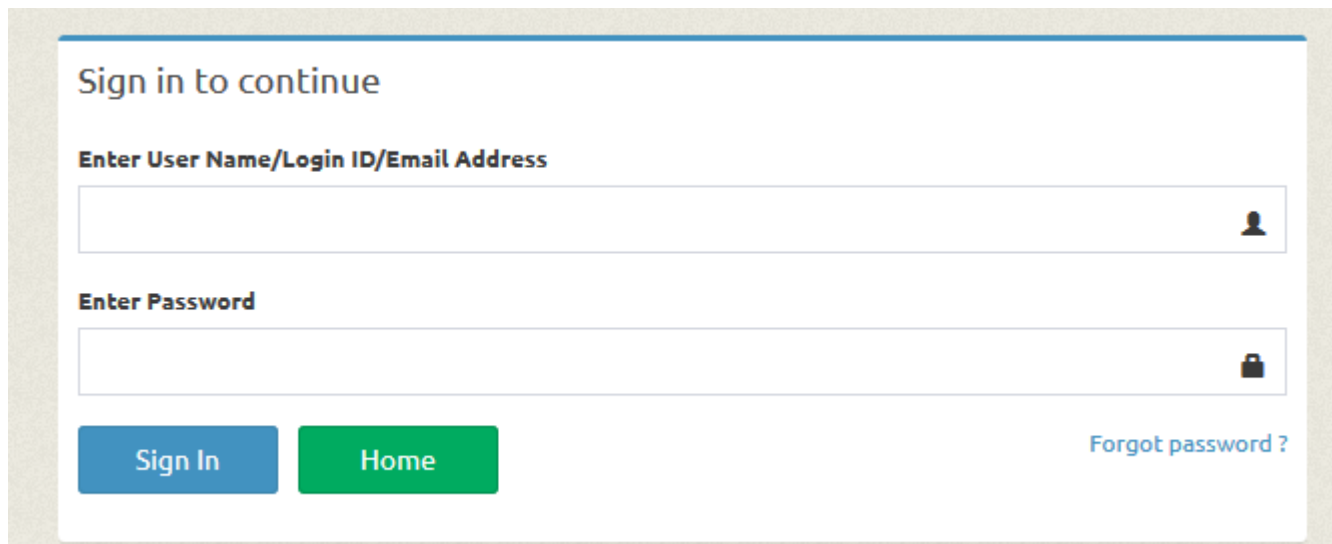 Sign in to continue
Enter User Name/Login ID/Email Address
Enter Password
Sign In
Home
Forgot password ?